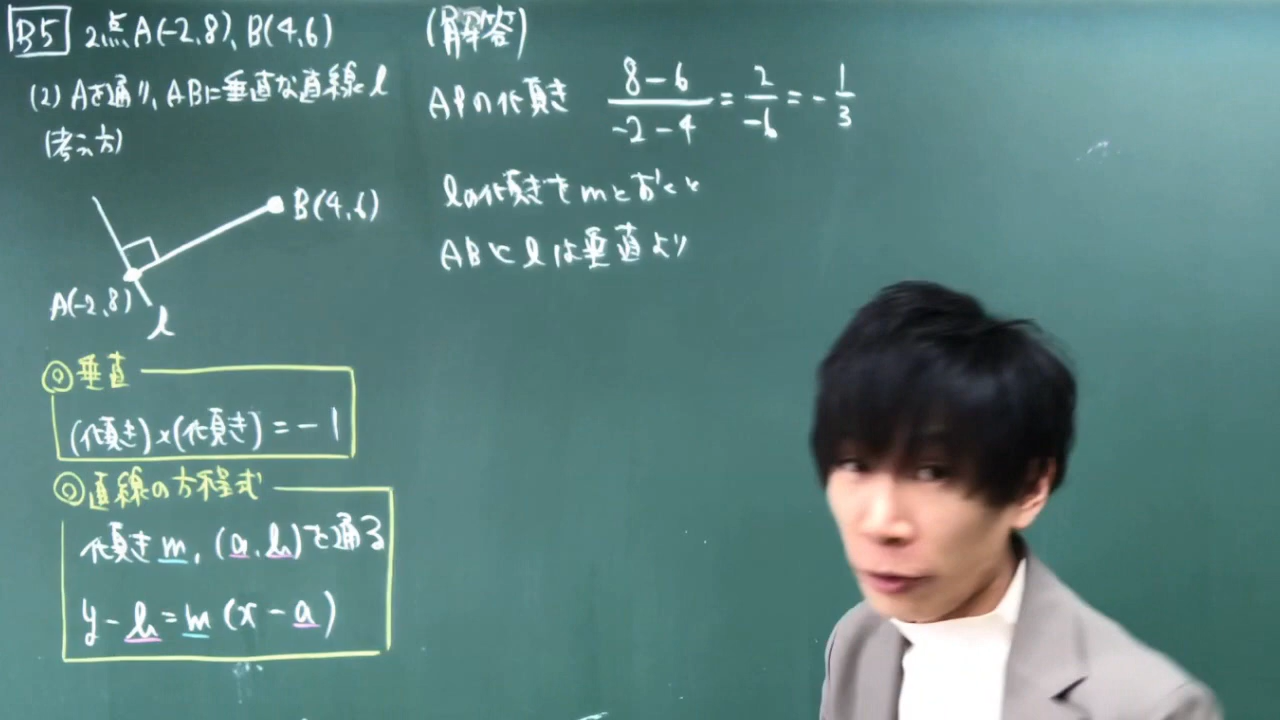 B5 2点A(-2,8)、B(4,6)
(2) Aを通り、ABに垂直な直線l
(考え方)
B(4,6)
A(-2,8)
l
◎垂直
(傾き)×(傾き)=-1
◎直線の方程式
傾きm, (a,b)を通る
y-b=m(x-a)
(解答)
ABの傾き 8-6/-2-4 = 2/-6 = -1/3
lの傾きをmとおくと
ABとlは垂直より